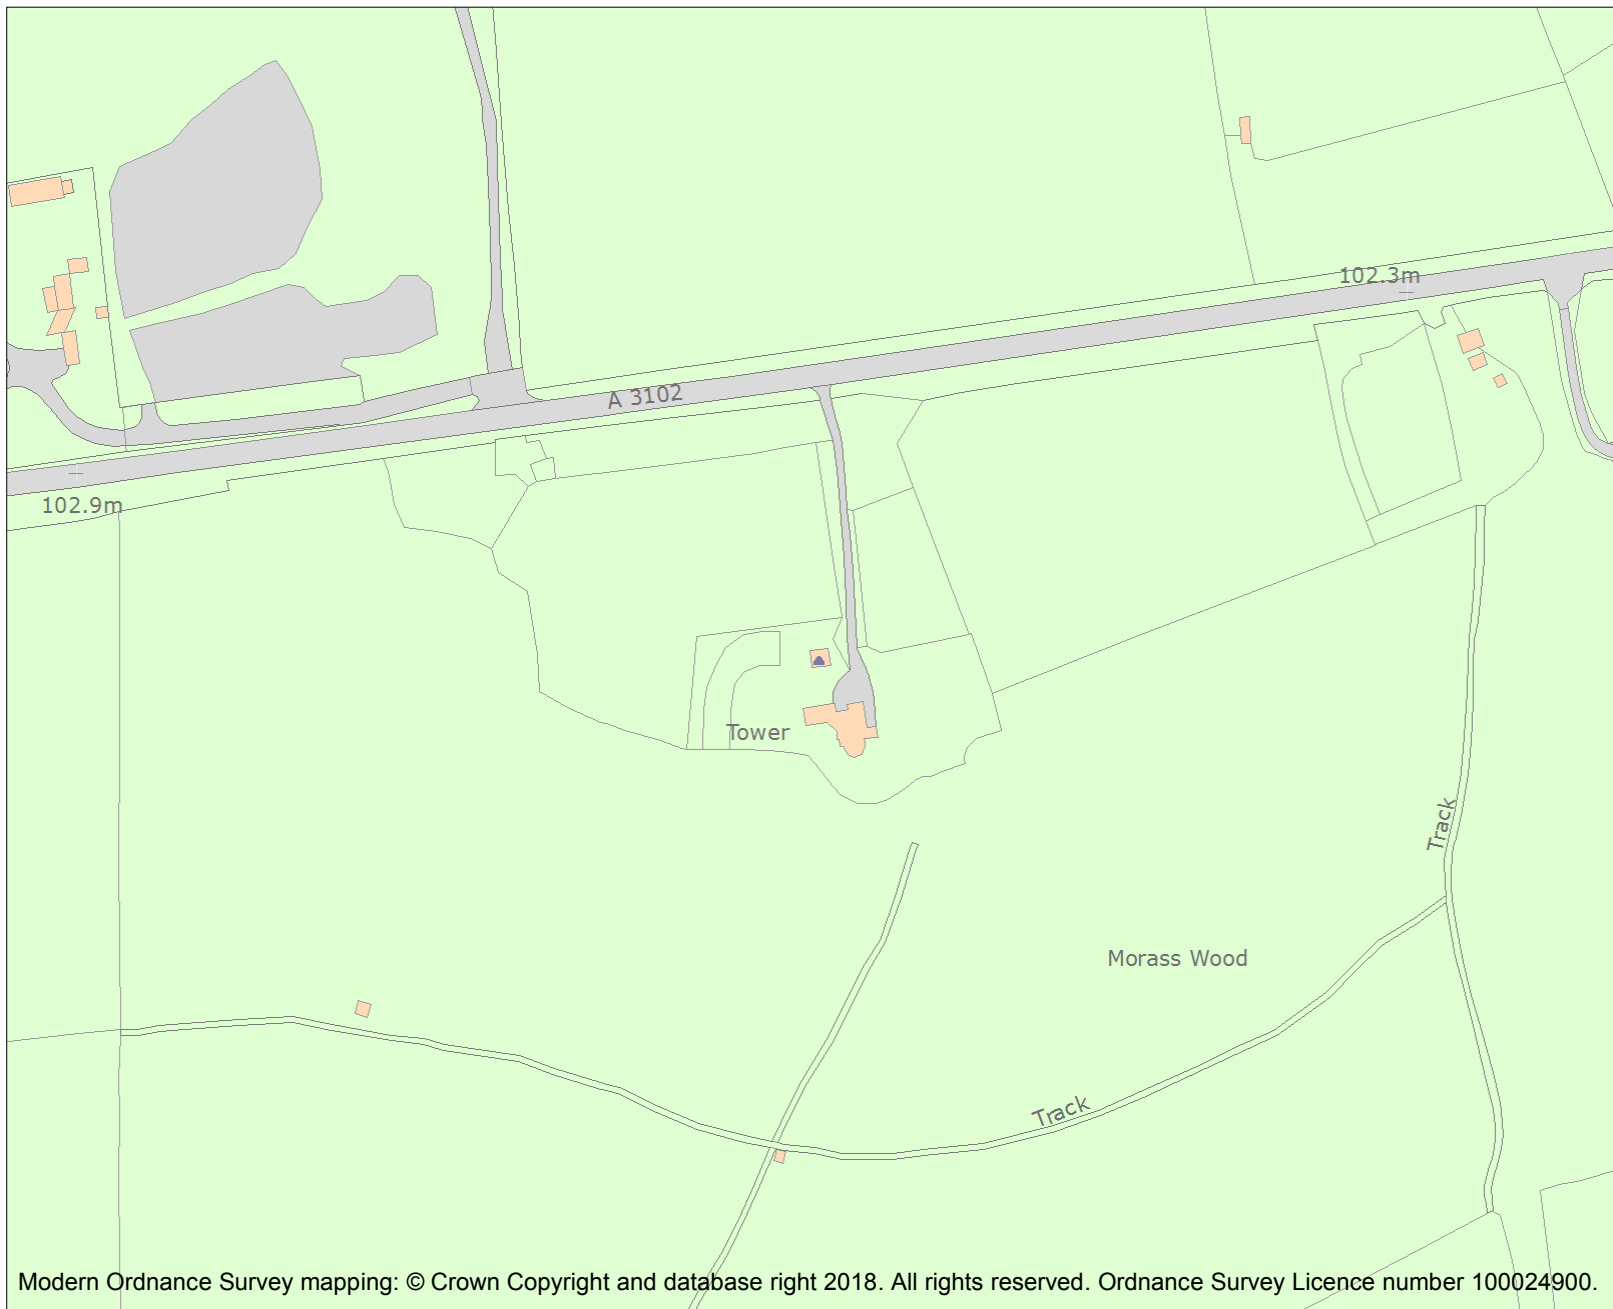 102.3m
A 3102
102.9m
Tower
Track
Morass Wood
Track
Modern Ordnance Survey mapping: © Crown Copyright and database right 2018. All rights reserved. Ordnance Survey Licence number 100024900.